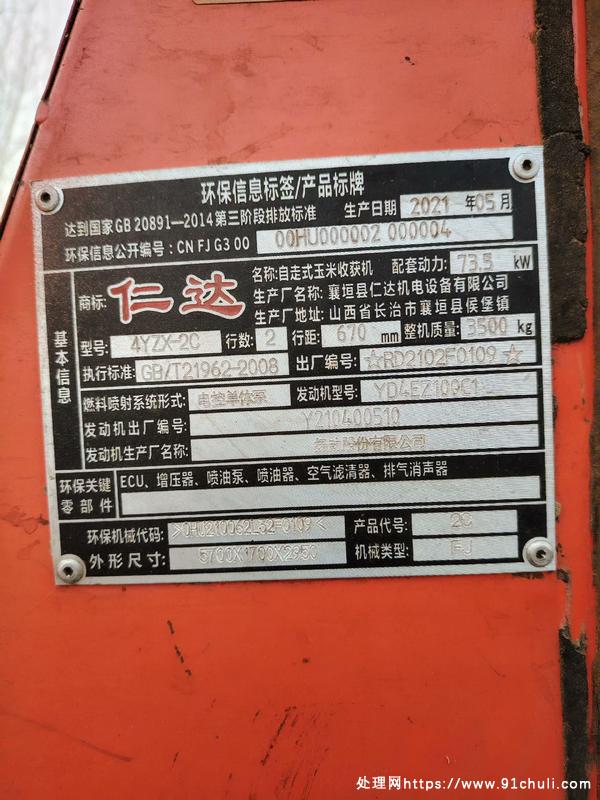 环保信息标签/产品标牌
达到国家GB 20891—2014第三阶段排放标准 生产日期 2021 年05月
环保信息公开编号:CN FJ G3 00 00HU000002 000004
基本信息
商标: 仁达
名称:自走式玉米收获机 配套动力: 73.5 kW
生产厂名称:襄垣县仁达机电设备有限公司
生产厂地址:山西省长治市襄垣县侯堡镇
型号: 4YZX-2C 行数: 2 行距: 670 mm 整机质量: 3500 kg
执行标准: GB/T21962-2008 出厂编号: ☆RD2102F0109☆
燃料喷射系统形式: 电控单体泵 发动机型号: YD4EZ100C1
发动机出厂编号: Y210400510
发动机生产厂名称: 股份有限公司
环保关键零部件 ECU、增压器、喷油泵、喷油器、空气滤清器、排气消声器
环保机械代码: 产品代号: 2C
外形尺寸: 5700X1700X2950 机械类型: FJ
处理网https://www.91chuli.com/